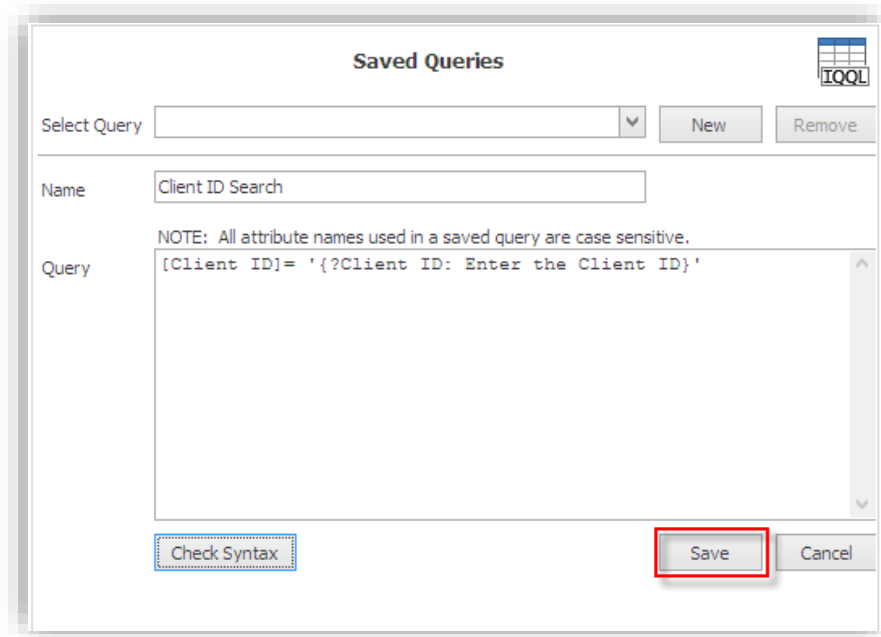 Saved Queries
IQQL
Select Query
New
Remove
Name
Client ID Search
NOTE: All attribute names used in a saved query are case sensitive.
Query
[Client ID]= '{?Client ID: Enter the Client ID}'
Check Syntax
Save
Cancel